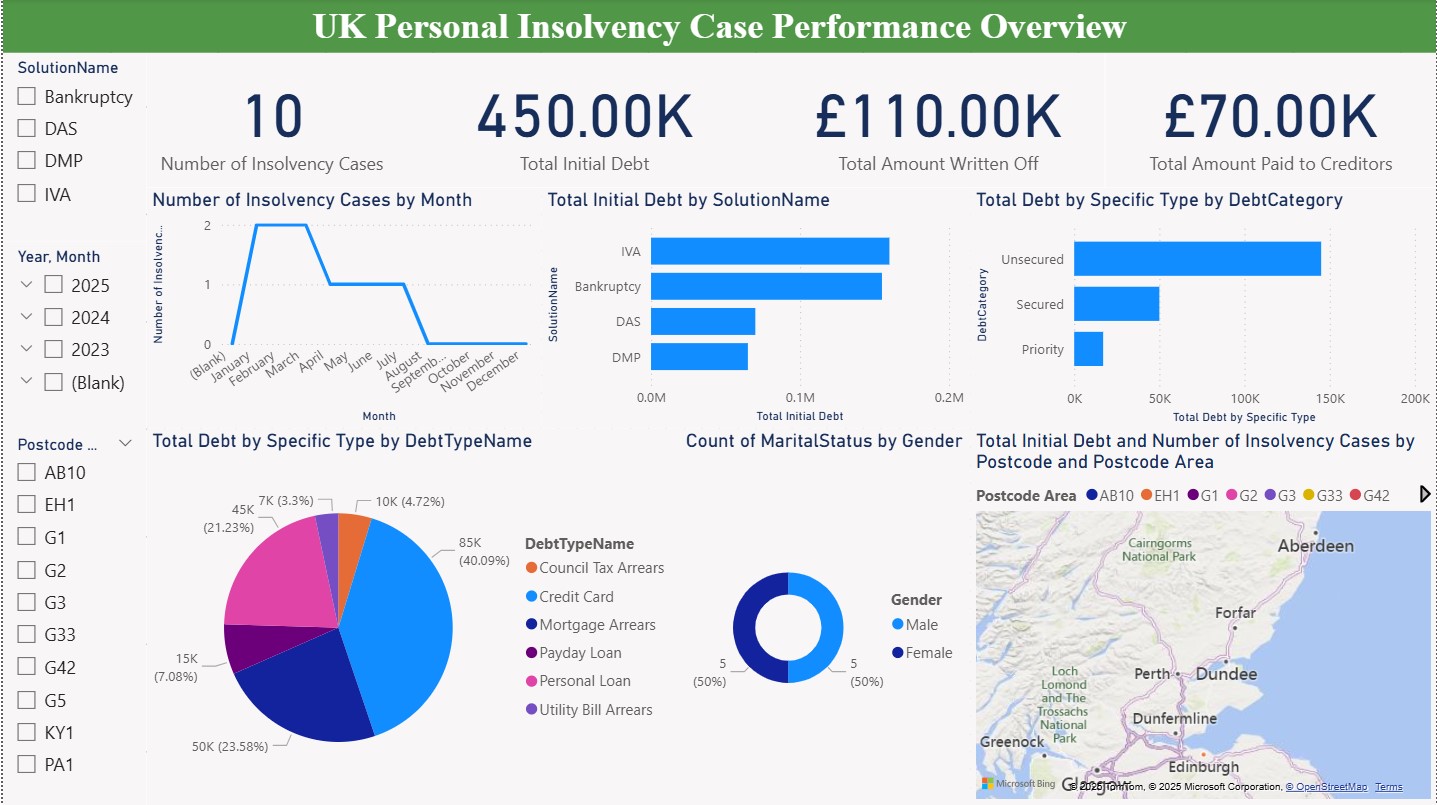 UK Personal Insolvency Case Performance Overview
SolutionName
Bankruptcy
DAS
DMP
IVA
10
Number of Insolvency Cases
450.00K
Total Initial Debt
£110.00K
Total Amount Written Off
£70.00K
Total Amount Paid to Creditors
Year, Month
2025
2024
2023
(Blank)
Postcode ...
AB10
EH1
G1
G2
G3
G33
G42
G5
KY1
PA1
Number of Insolvency Cases by Month
Number of Insolvenc...
2
1
0
(Blank)
January
February
March
April
May
June
July
August
Septemb...
October
November
December
Month
Total Initial Debt by SolutionName
SolutionName
IVA
Bankruptcy
DAS
DMP
0.0M
0.1M
0.2M
Total Initial Debt
Total Debt by Specific Type by DebtCategory
DebtCategory
Unsecured
Secured
Priority
0K
50K
100K
150K
200K
Total Debt by Specific Type
Total Debt by Specific Type by DebtTypeName
7K (3.3%)
10K (4.72%)
45K
(21.23%)
85K
(40.09%)
15K
(7.08%)
50K (23.58%)
DebtTypeName
Council Tax Arrears
Credit Card
Mortgage Arrears
Payday Loan
Personal Loan
Utility Bill Arrears
Count of MaritalStatus by Gender
5
(50%)
5
(50%)
Gender
Male
Female
Total Initial Debt and Number of Insolvency Cases by
Postcode and Postcode Area
Postcode Area
AB10
EH1
G1
G2
G3
G33
G42
Cairngorms
National Park
Aberdeen
Forfar
Perth
Dundee
Loch
Lomond
and The
Trossachs
National
Park
Dunfermline
Greenock
Edinburgh
Glasgow
Microsoft Bing
© 2025 TomTom, © 2025 Microsoft Corporation, © OpenStreetMap Terms